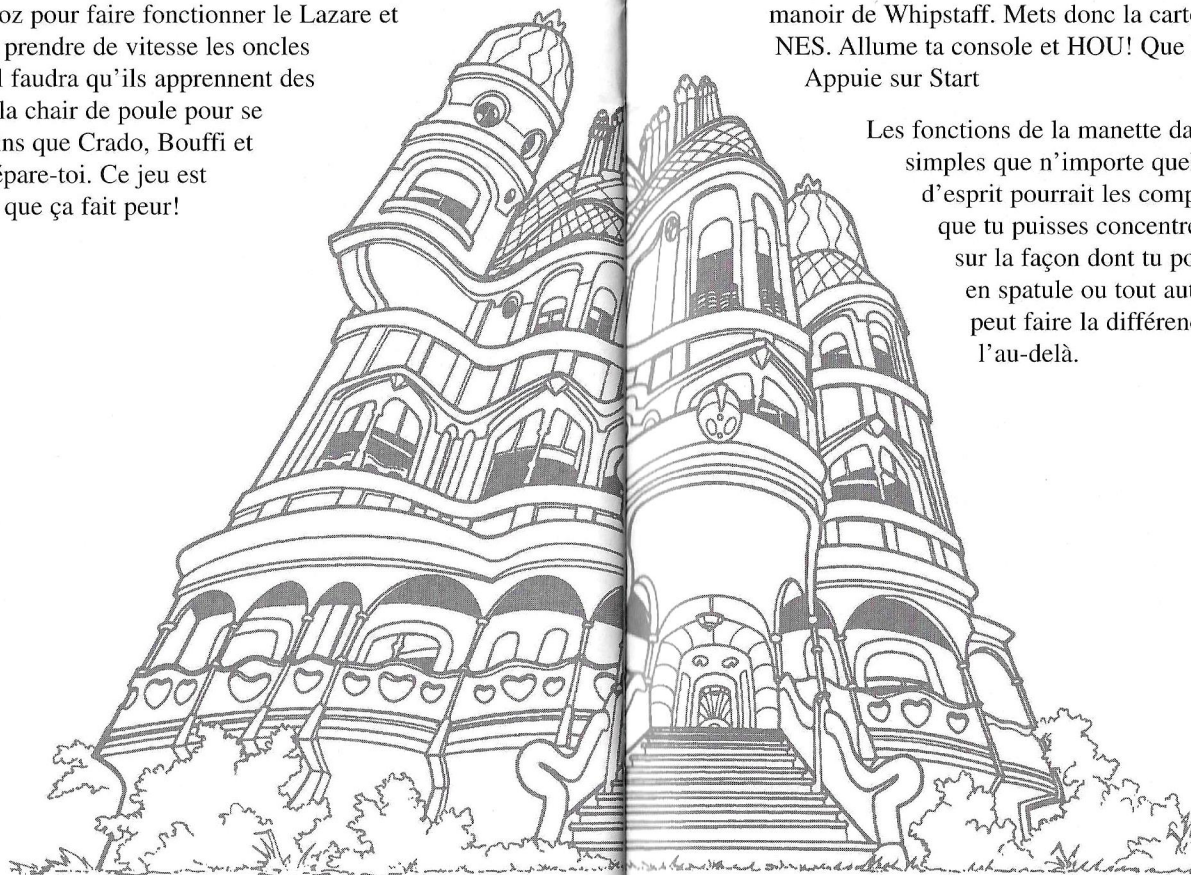 oz pour faire fonctionner le Lazare et
prendre de vitesse les oncles
l faudra qu'ils apprennent des
la chair de poule pour se
ns que Crado, Bouffi et
épare-toi. Ce jeu est
que ça fait peur!
manoir de Whipstaff. Mets donc la cart
NES. Allume ta console et HOU! Que
Appuie sur Start
Les fonctions de la manette da
simples que n'importe quel
d'esprit pourrait les comp
que tu puisses concentre
sur la façon dont tu po
en spatule ou tout aut
peut faire la différenc
l'au-delà.